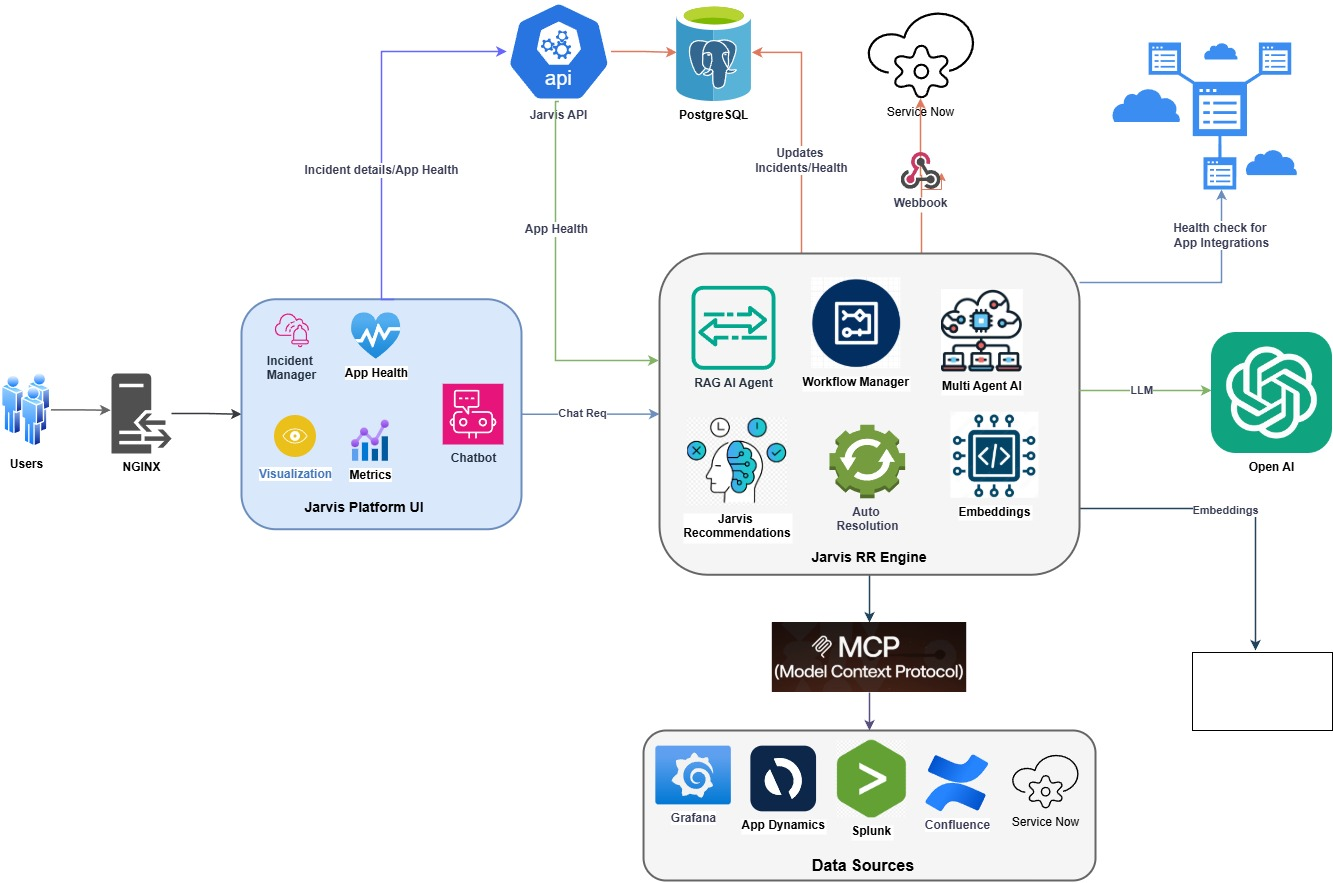 api
Jarvis API
PostgreSQL
Service Now
Incident details/App Health
Updates
Incidents/Health
Webbook
App Health
Health check for
App Integrations
Users
NGINX
Incident
Manager
App Health
Visualization
Metrics
Chatbot
Jarvis Platform UI
Chat Req
RAG AI Agent
Workflow Manager
Multi Agent AI
Jarvis
Recommendations
Auto
Resolution
Embeddings
Jarvis RR Engine
LLM
Open AI
Embeddings
MCP
(Model Context Protocol)
Grafana
App Dynamics
Splunk
Confluence
Service Now
Data Sources